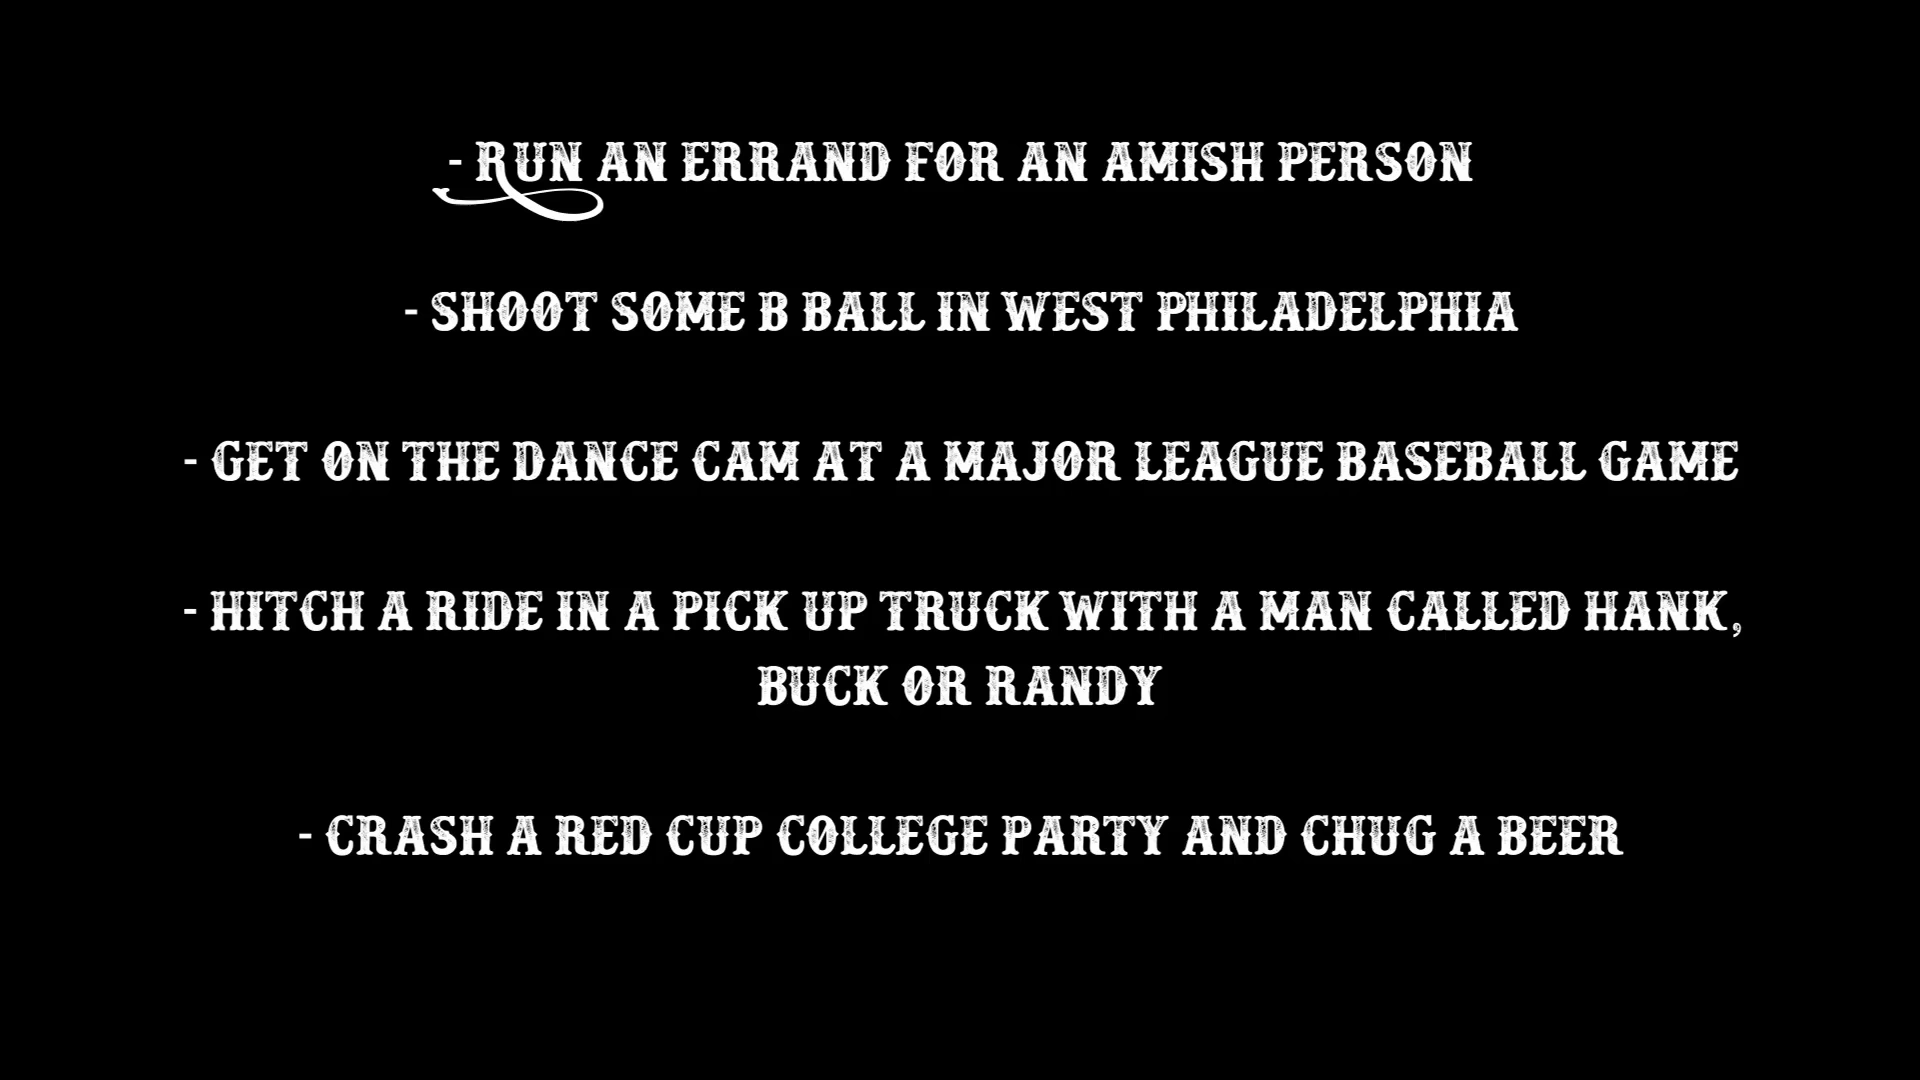 - RUN AN ERRAND FOR AN AMISH PERSON
- SHOOT SOME B BALL IN WEST PHILADELPHIA
- GET ON THE DANCE CAM AT A MAJOR LEAGUE BASEBALL GAME
- HITCH A RIDE IN A PICK UP TRUCK WITH A MAN CALLED HANK,
BUCK OR RANDY
- CRASH A RED CUP COLLEGE PARTY AND CHUG A BEER